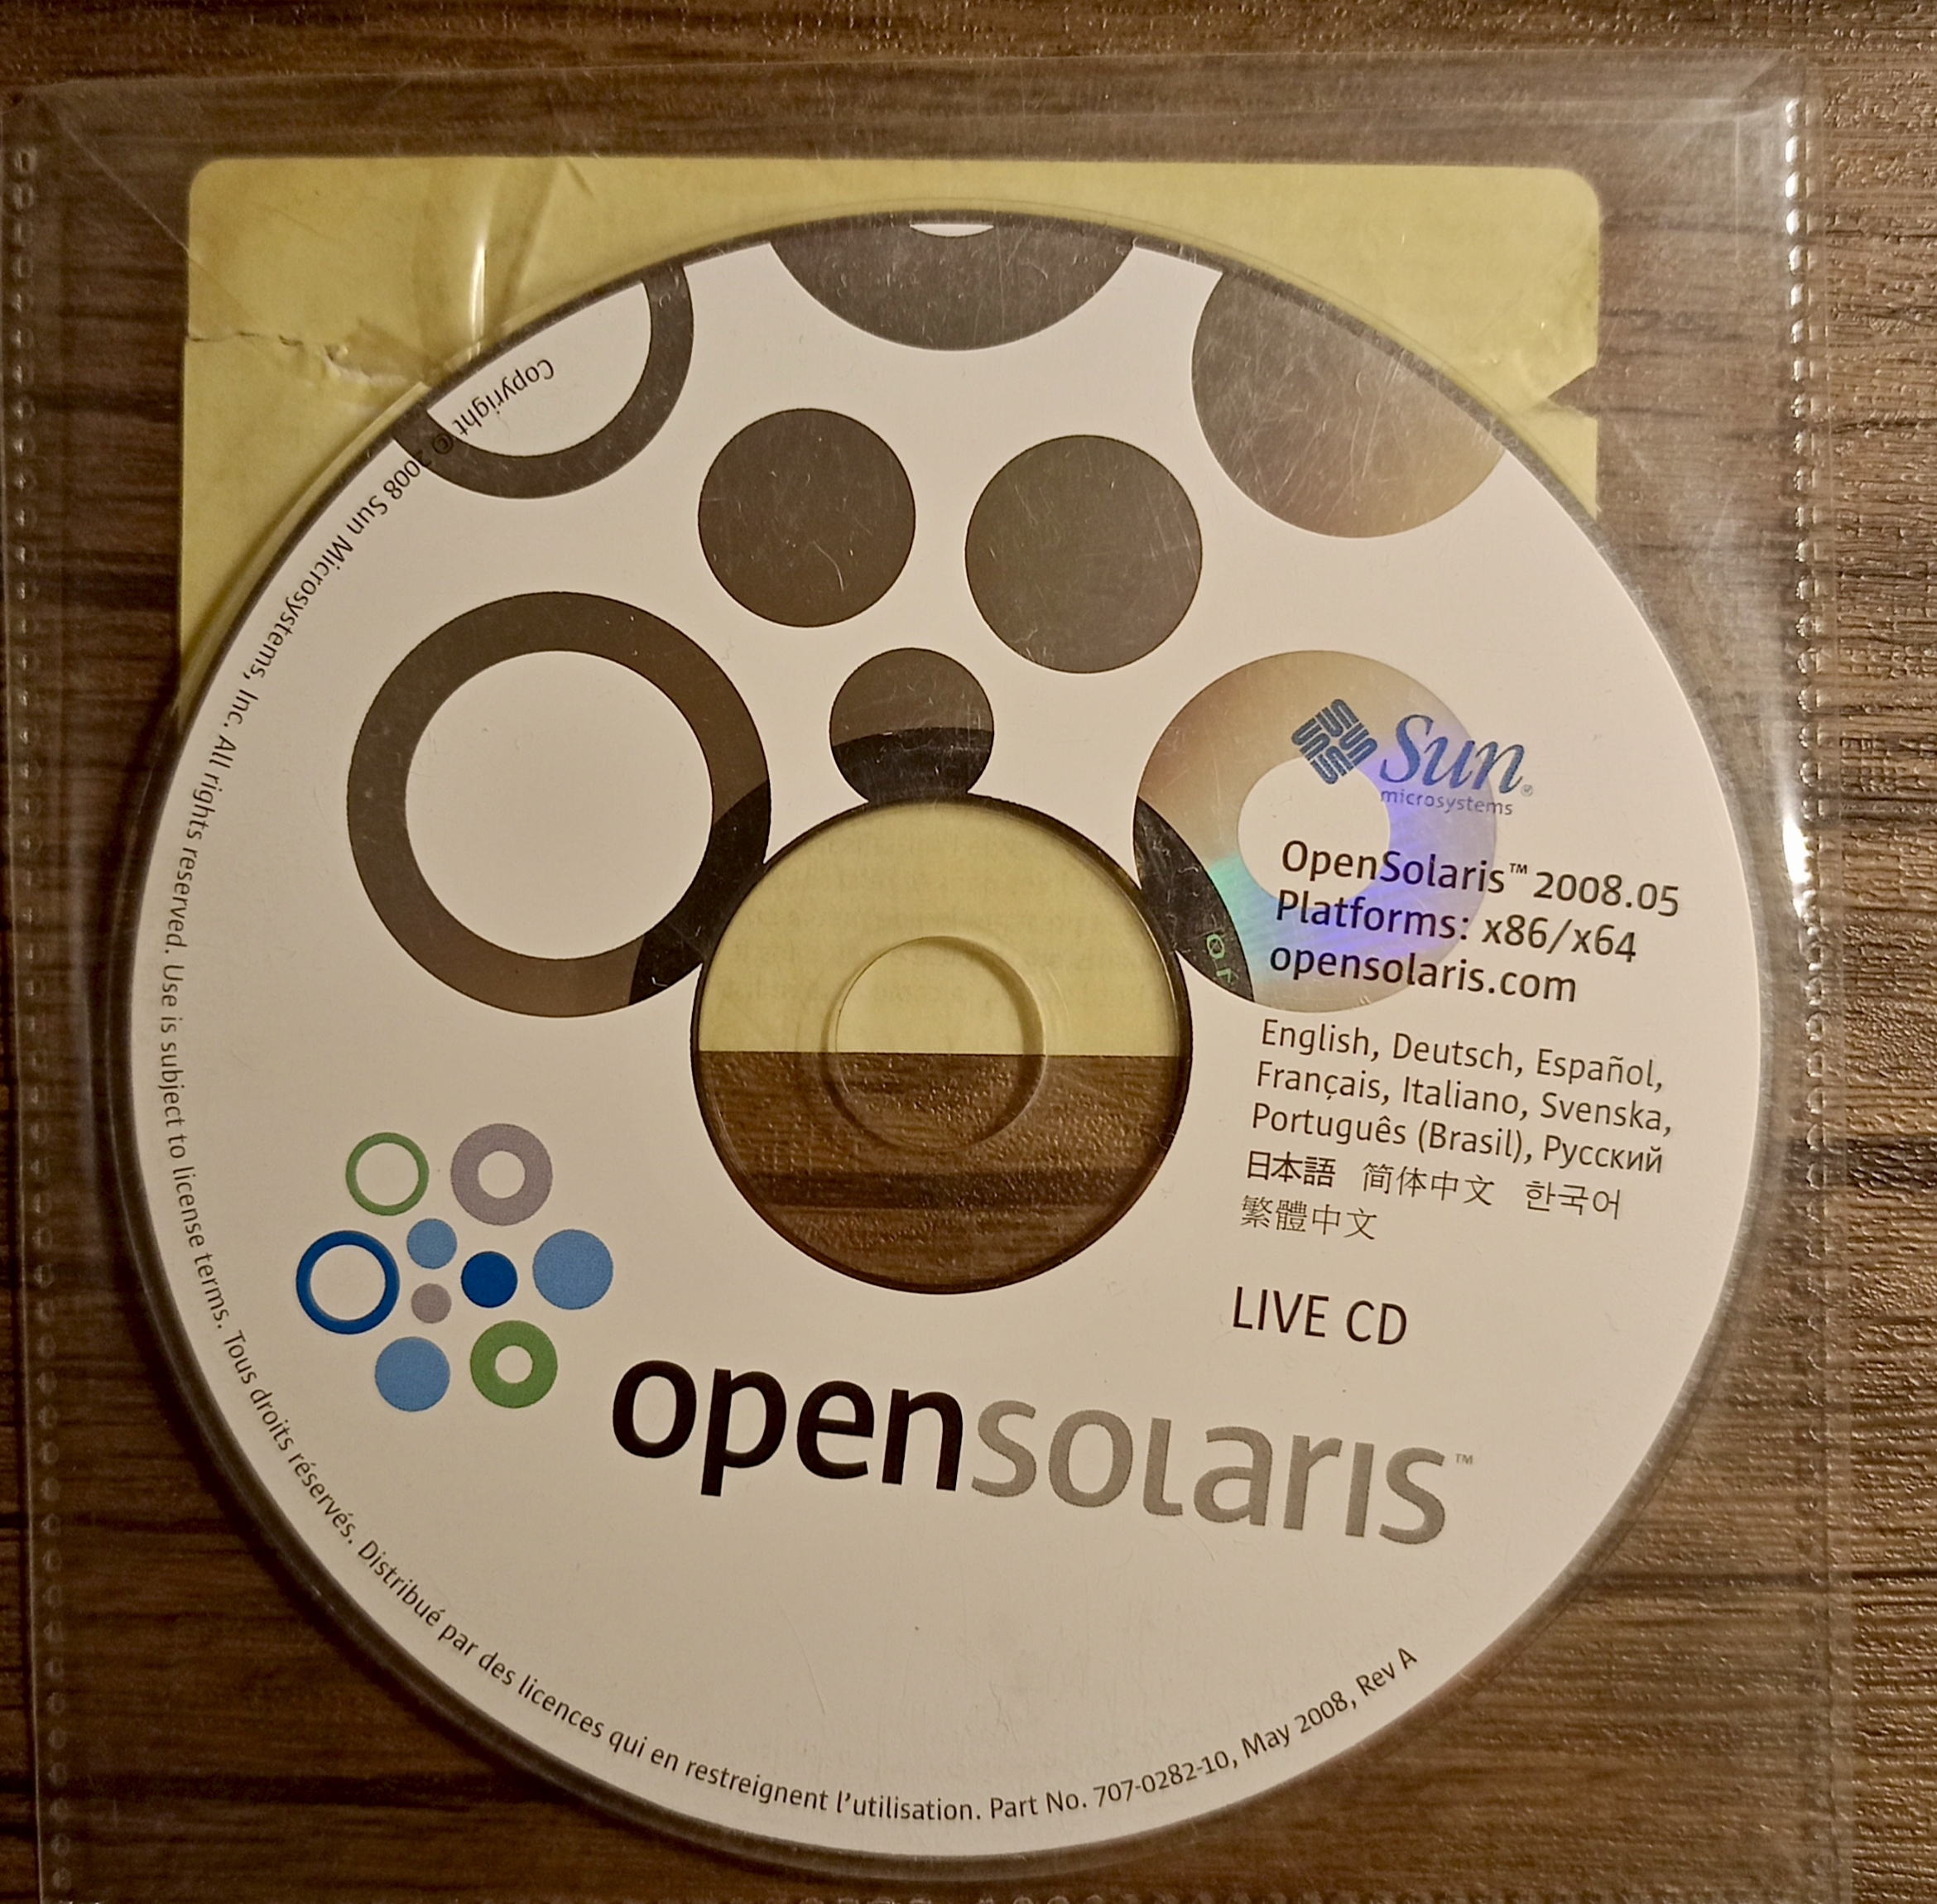 Sun
microsystems
OpenSolaris™ 2008.05
Platforms: x86/x64
opensolaris.com
English, Deutsch, Español,
Français, Italiano, Svenska,
Português (Brasil), Русский
日本語 简体中文 한국어
繁體中文
LIVE CD
opensolaris™
Copyright © 2008 Sun Microsystems, Inc. All rights reserved. Use is subject to license terms. Tous droits réservés. Distribué par des licences qui en restreignent l'utilisation. Part No. 707-0282-10, May 2008, Rev A